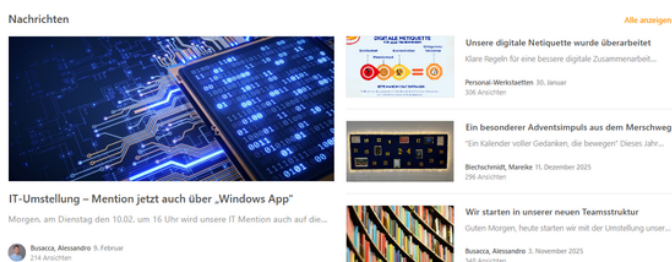 Nachrichten
Alle anzeigen
IT-Umstellung – Mention jetzt auch über „Windows App"
Morgen, am Dienstag den 10.02. um 16 Uhr wird unsere IT Mention auch auf die...
Busacca, Alessandro 9. Februar
214 Ansichten
DIGITALE NETIQUETTE
Unsere digitale Netiquette wurde überarbeitet
Klare Regeln für eine bessere digitale Zusammenarbeit...
Personal-Werkstaetten 30. Januar
308 Ansichten
Ein besonderer Adventsimpuls aus dem Merschweg
"Ein Kalender voller Gedanken, die bewegen" Dieses Jahr...
Blechschmidt, Mareike 11. Dezember 2025
296 Ansichten
Wir starten in unserer neuen Teamsstruktur
Guten Morgen, heute starten wir mit der Umstellung unser...
Busacca, Alessandro 3. November 2025
340 Ansichten